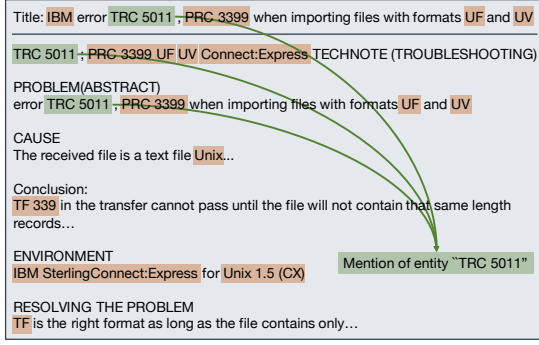 Title: IBM error TRC 5011 , PRC 3399 when importing files with formats UF and UV
TRC 5011 , PRC 3399 UF UV Connect:Express TECHNOTE (TROUBLESHOOTING)
PROBLEM(ABSTRACT)
error TRC 5011 , PRC 3399 when importing files with formats UF and UV
CAUSE
The received file is a text file Unix...
Conclusion:
TF 339 in the transfer cannot pass until the file will not contain that same length
records…
ENVIRONMENT
IBM SterlingConnect:Express for Unix 1.5 (CX)
Mention of entity ``TRC 5011”
RESOLVING THE PROBLEM
TF is the right format as long as the file contains only…